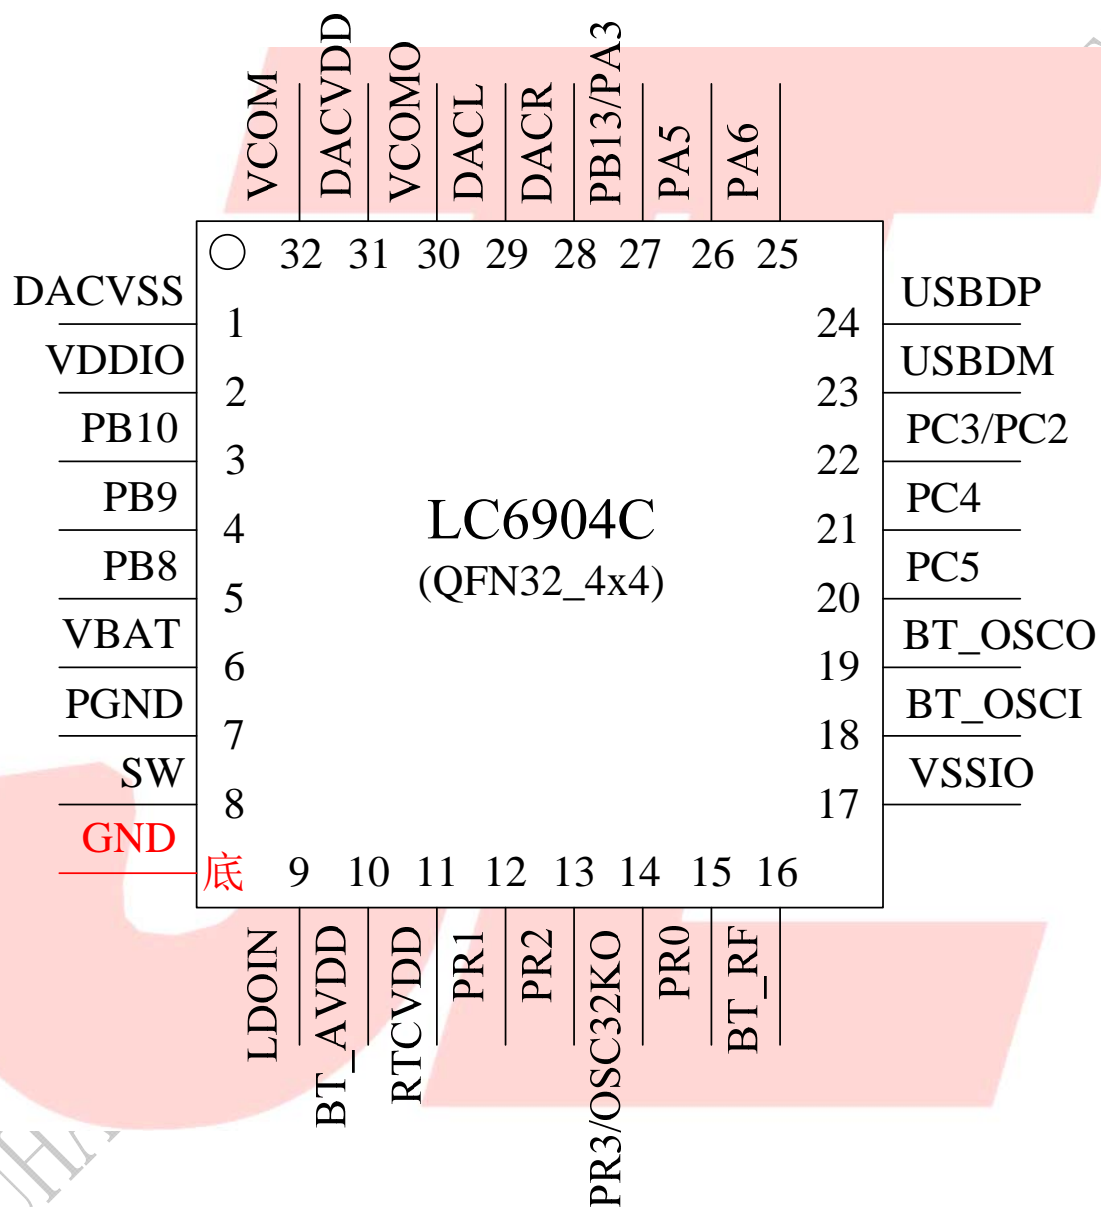 VCOM
DACVDD
VCOMO
DACL
DACR
PB13/PA3
PA5
PA6
32 31 30 29 28 27 26 25
DACVSS 1
VDDIO 2
PB10 3
PB9 4
PB8 5
VBAT 6
PGND 7
SW 8
GND 底
LC6904C
(QFN32_4x4)
24 USBDP
23 USBDM
22 PC3/PC2
21 PC4
20 PC5
19 BT_OSCO
18 BT_OSCI
17 VSSIO
9 10 11 12 13 14 15 16
LDOIN
BT_AVDD
RTCVDD
PR1
PR2
PR3/OSC32KO
PR0
BT_RF